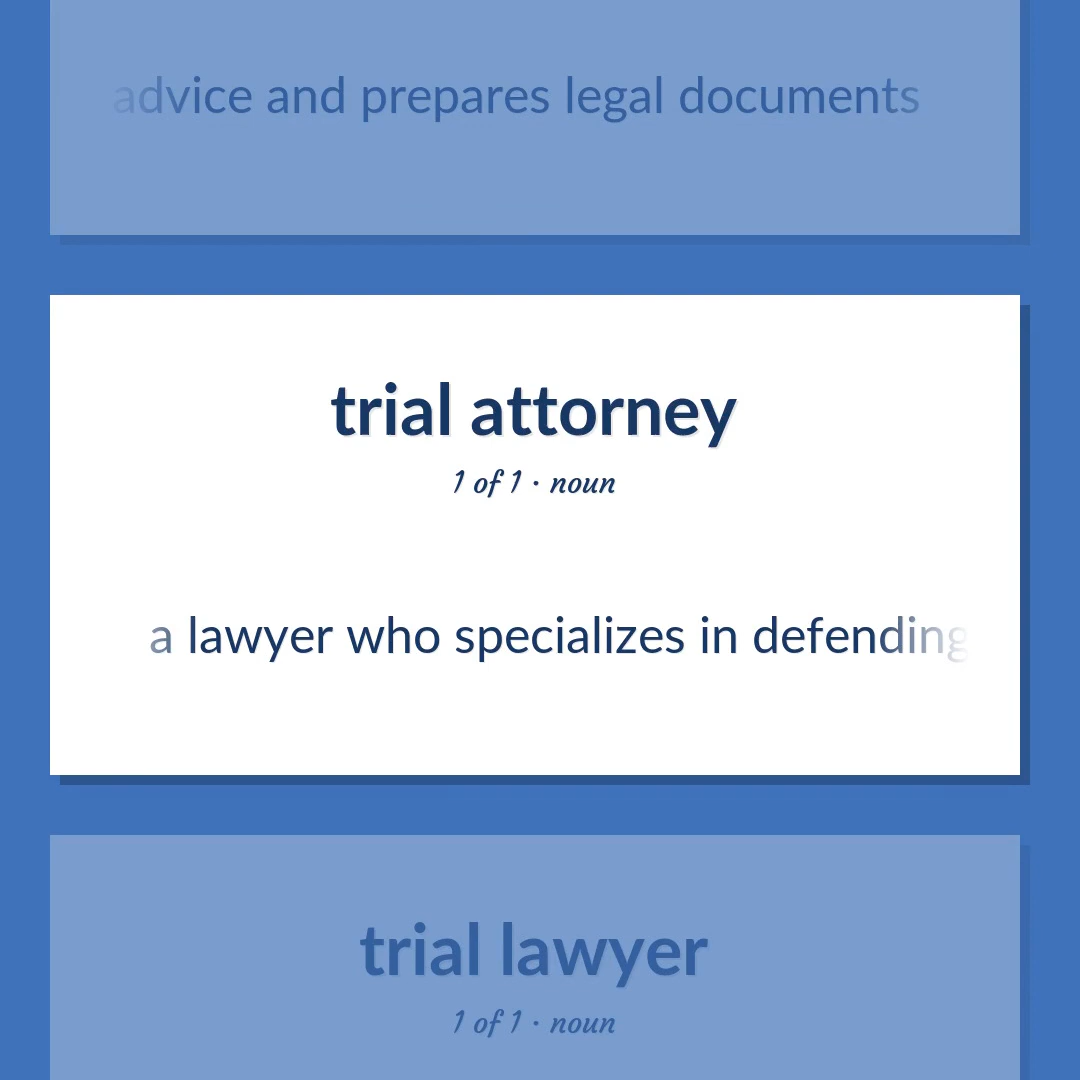 advice and prepares legal documents
trial attorney
1 of 1 · noun
a lawyer who specializes in defending
trial lawyer
1 of 1 · noun